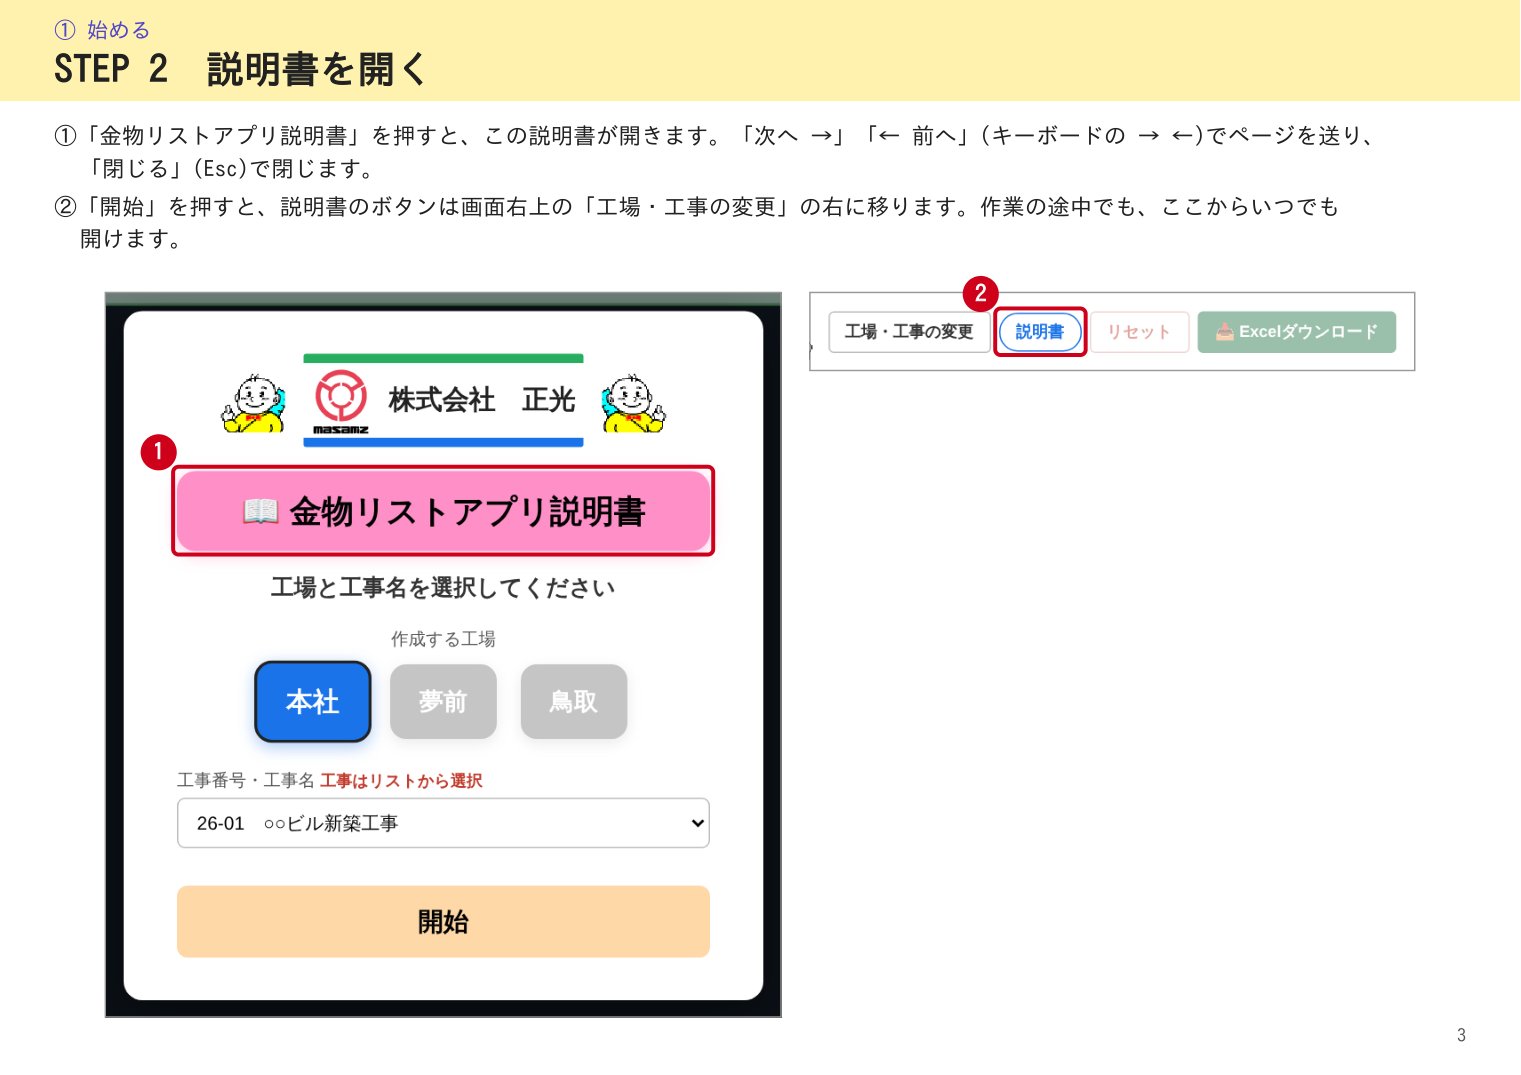 ① 始める
STEP 2 説明書を開く
①「金物リストアプリ説明書」を押すと、この説明書が開きます。「次へ →」「← 前へ」(キーボードの → ←)でページを送り、
「閉じる」(Esc)で閉じます。
②「開始」を押すと、説明書のボタンは画面右上の「工場・工事の変更」の右に移ります。作業の途中でも、ここからいつでも
開けます。
株式会社 正光
masamz
1
📖 金物リストアプリ説明書
工場と工事名を選択してください
作成する工場
本社 夢前 鳥取
工事番号・工事名 工事はリストから選択
26-01 ○○ビル新築工事
開始
2
工場・工事の変更 説明書 リセット 📥 Excelダウンロード
3